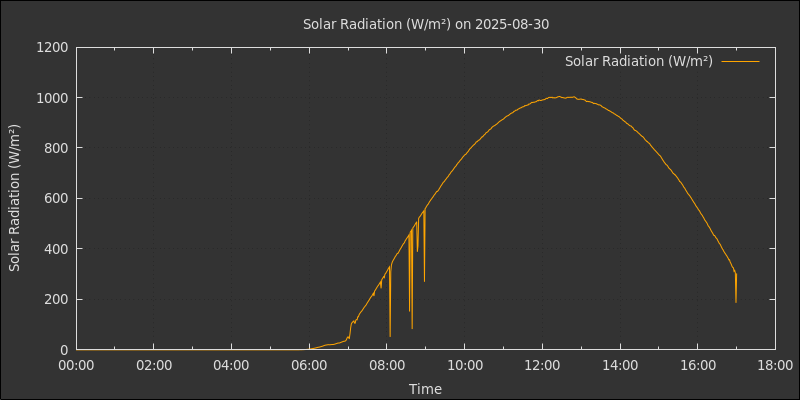 Solar Radiation (W/m²) on 2025-08-30
Solar Radiation (W/m²)
Solar Radiation (W/m²)
1200
1000
800
600
400
200
0
00:00 02:00 04:00 06:00 08:00 10:00 12:00 14:00 16:00 18:00
Time